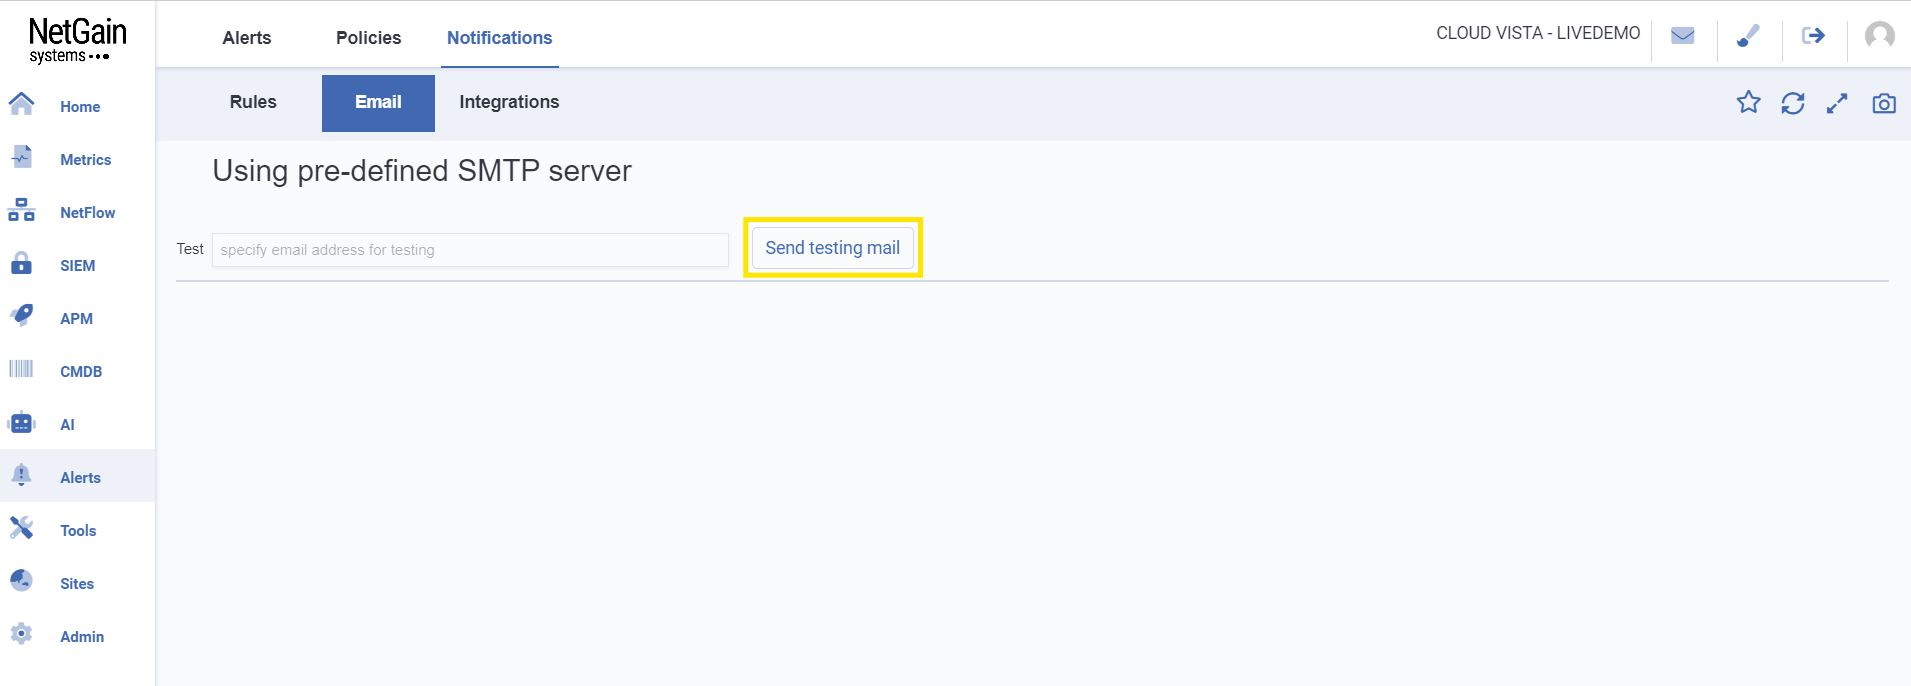 NetGain
systems
Alerts
Policies
Notifications
CLOUD VISTA - LIVEDEMO
Rules
Email
Integrations
Home
Metrics
NetFlow
SIEM
APM
CMDB
AI
Alerts
Tools
Sites
Admin
Using pre-defined SMTP server
Test
specify email address for testing
Send testing mail